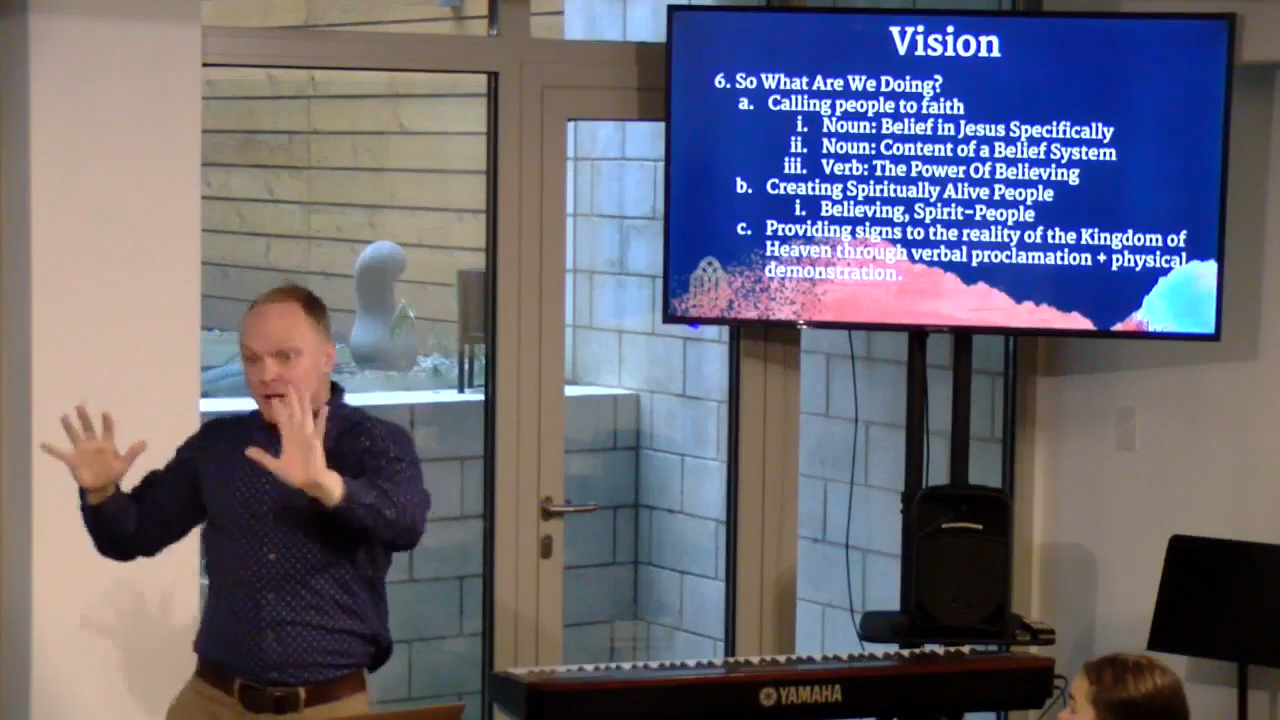 Vision
6. So What Are We Doing?
a. Calling people to faith
i. Noun: Belief in Jesus Specifically
ii. Noun: Content of a Belief System
iii. Verb: The Power Of Believing
b. Creating Spiritually Alive People
i. Believing, Spirit-People
c. Providing signs to the reality of the Kingdom of
Heaven through verbal proclamation + physical
demonstration.
YAMAHA